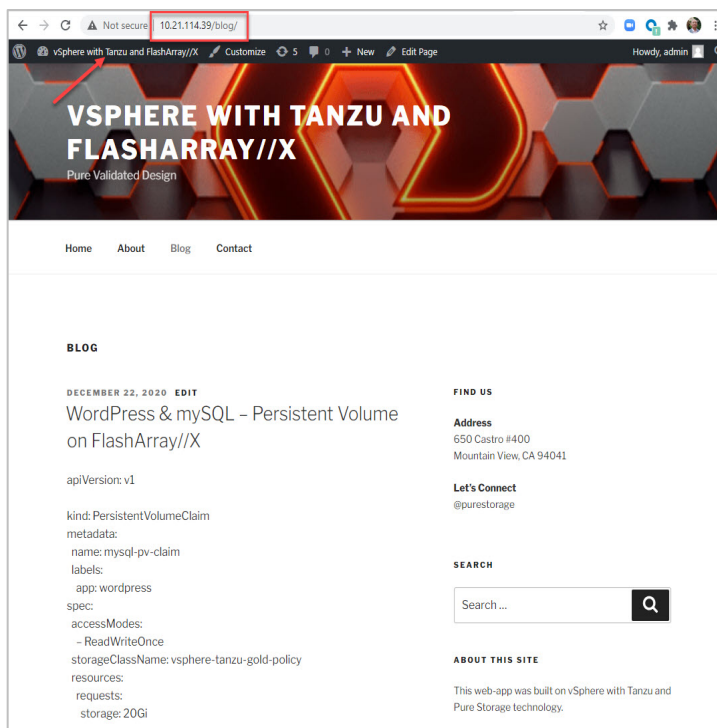 Not secure 10.21.114.39/blog/
vSphere with Tanzu and FlashArray//X Customize 5 0 New Edit Page Howdy, admin
VSPHERE WITH TANZU AND
FLASHARRAY//X
Pure Validated Design
Home About Blog Contact
BLOG
DECEMBER 22, 2020 EDIT
WordPress & mySQL – Persistent Volume
on FlashArray//X
apiVersion: v1
kind: PersistentVolumeClaim
metadata:
name: mysql-pv-claim
labels:
app: wordpress
spec:
accessModes:
– ReadWriteOnce
storageClassName: vsphere-tanzu-gold-policy
resources:
requests:
storage: 20Gi
FIND US
Address
650 Castro #400
Mountain View, CA 94041
Let's Connect
@purestorage
SEARCH
Search ...
ABOUT THIS SITE
This web-app was built on vSphere with Tanzu and
Pure Storage technology.